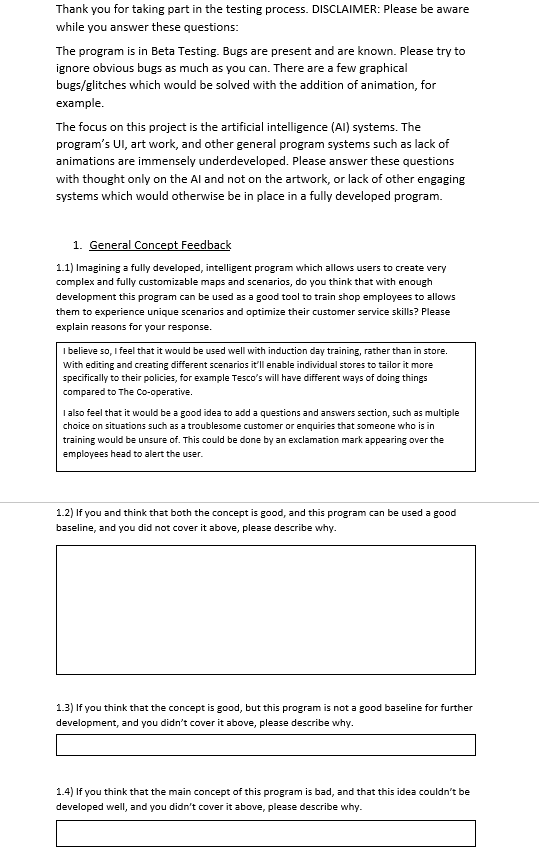 Thank you for taking part in the testing process. DISCLAIMER: Please be aware
while you answer these questions:
The program is in Beta Testing. Bugs are present and are known. Please try to
ignore obvious bugs as much as you can. There are a few graphical
bugs/glitches which would be solved with the addition of animation, for
example.
The focus on this project is the artificial intelligence (AI) systems. The
program's UI, art work, and other general program systems such as lack of
animations are immensely underdeveloped. Please answer these questions
with thought only on the AI and not on the artwork, or lack of other engaging
systems which would otherwise be in place in a fully developed program.
1. General Concept Feedback
1.1) Imagining a fully developed, intelligent program which allows users to create very
complex and fully customizable maps and scenarios, do you think that with enough
development this program can be used as a good tool to train shop employees to allows
them to experience unique scenarios and optimize their customer service skills? Please
explain reasons for your response.
I believe so, I feel that it would be used well with induction day training, rather than in store.
With editing and creating different scenarios it'll enable individual stores to tailor it more
specifically to their policies, for example Tesco's will have different ways of doing things
compared to The Co-operative.
I also feel that it would be a good idea to add a questions and answers section, such as multiple
choice on situations such as a troublesome customer or enquiries that someone who is in
training would be unsure of. This could be done by an exclamation mark appearing over the
employees head to alert the user.
1.2) If you and think that both the concept is good, and this program can be used a good
baseline, and you did not cover it above, please describe why.
1.3) If you think that the concept is good, but this program is not a good baseline for further
development, and you didn't cover it above, please describe why.
1.4) If you think that the main concept of this program is bad, and that this idea couldn't be
developed well, and you didn't cover it above, please describe why.